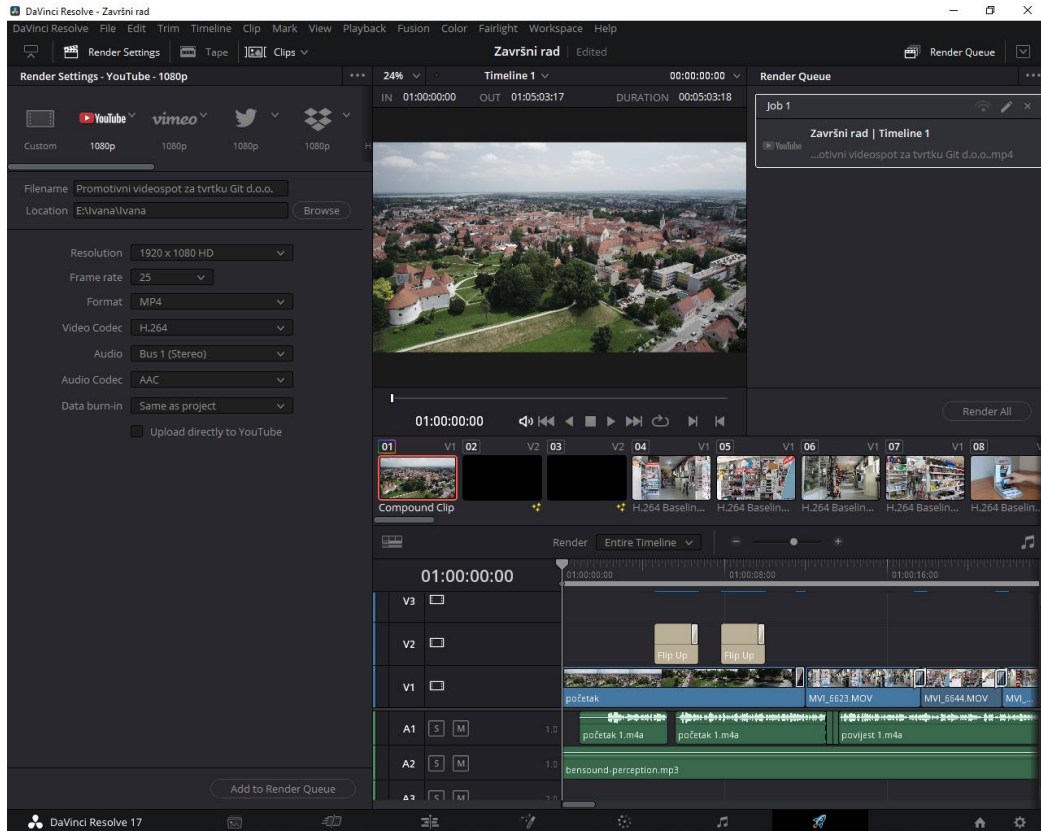 DaVinci Resolve - Završni rad
DaVinci Resolve File Edit Trim Timeline Clip Mark View Playback Fusion Color Fairlight Workspace Help
Render Settings Tape Clips Završni rad Edited Render Queue
Render Settings - YouTube - 1080p
24% Timeline 1 00:00:00:00
Render Queue
IN 01:00:00:00 OUT 01:05:03:17 DURATION 00:05:03:18
Job 1
Završni rad | Timeline 1
YouTube
...otivni videospot za tvrtku Git d.o.o..mp4
YouTube vimeo
Custom 1080p 1080p 1080p 1080p H
Filename Promotivni videospot za tvrtku Git d.o.o.
Location E:\Ivana\Ivana Browse
Resolution 1920 x 1080 HD
Frame rate 25
Format MP4
Video Codec H.264
Audio Bus 1 (Stereo)
Audio Codec AAC
Data burn-in Same as project
Upload directly to YouTube
Add to Render Queue
Render All
01:00:00:00
01 V1 02 V2 03 V2 04 V1 05 V1 06 V1 07 V1 08
Compound Clip H.264 Baselin... H.264 Baselin... H.264 Baselin... H.264 Baselin... H.264 Baselin...
Render Entire Timeline
01:00:00:00
01:00:00:00 01:00:08:00 01:00:16:00
V3
V2
Flip Up Flip Up
V1
početak MVI_6623.MOV MVI_6644.MOV MVI_...
A1 S M 1.0
početak 1.m4a početak 1.m4a povijest 1.m4a
A2 S M 1.0
bensound-perception.mp3
A3 S M
DaVinci Resolve 17